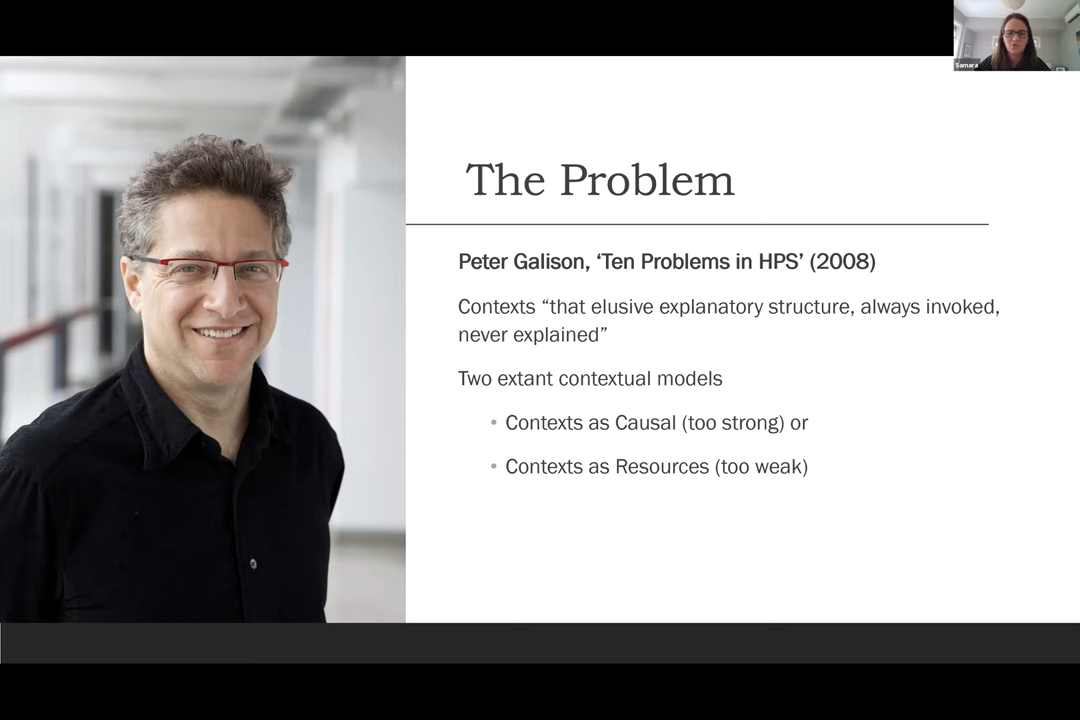 Samara
The Problem
Peter Galison, ‘Ten Problems in HPS’ (2008)
Contexts “that elusive explanatory structure, always invoked,
never explained”
Two extant contextual models
• Contexts as Causal (too strong) or
• Contexts as Resources (too weak)